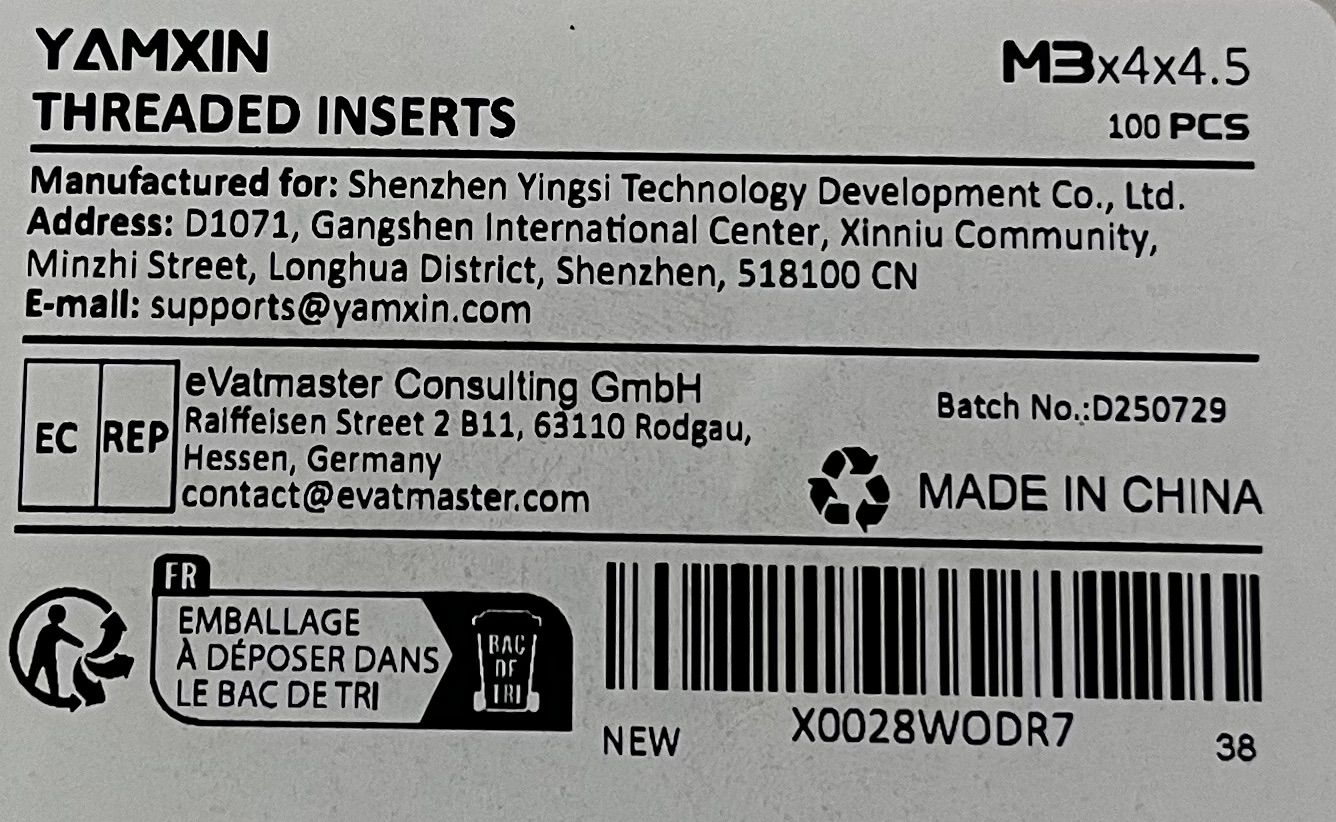 YAMXIN
THREADED INSERTS
M3x4x4.5
100 PCS
Manufactured for: Shenzhen Yingsi Technology Development Co., Ltd.
Address: D1071, Gangshen International Center, Xinniu Community,
Minzhi Street, Longhua District, Shenzhen, 518100 CN
E-mall: supports@yamxin.com
EC REP
eVatmaster Consulting GmbH
Ralffelsen Street 2 B11, 63110 Rodgau,
Hessen, Germany
contact@evatmaster.com
Batch No.:D250729
MADE IN CHINA
FR
EMBALLAGE
À DÉPOSER DANS
LE BAC DE TRI
BAC
DE
TRI
X0028WODR7
NEW
38